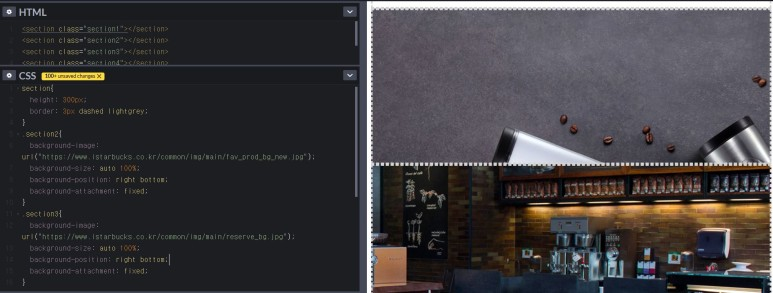 HTML
<section class="section1"></section>
<section class="section2"></section>
<section class="section3"></section>
<section class="section4"></section>
CSS 100+ unsaved changes X
section{
height: 300px;
border: 3px dashed lightgrey;
}
.section2{
background-image:
url("https://www.istarbucks.co.kr/common/img/main/fav_prod_bg_new.jpg");
background-size: auto 100%;
background-position: right bottom;
background-attachment: fixed;
}
.section3{
background-image:
url("https://www.istarbucks.co.kr/common/img/main/reserve_bg.jpg");
background-size: auto 100%;
background-position: right bottom;
background-attachment: fixed;
}